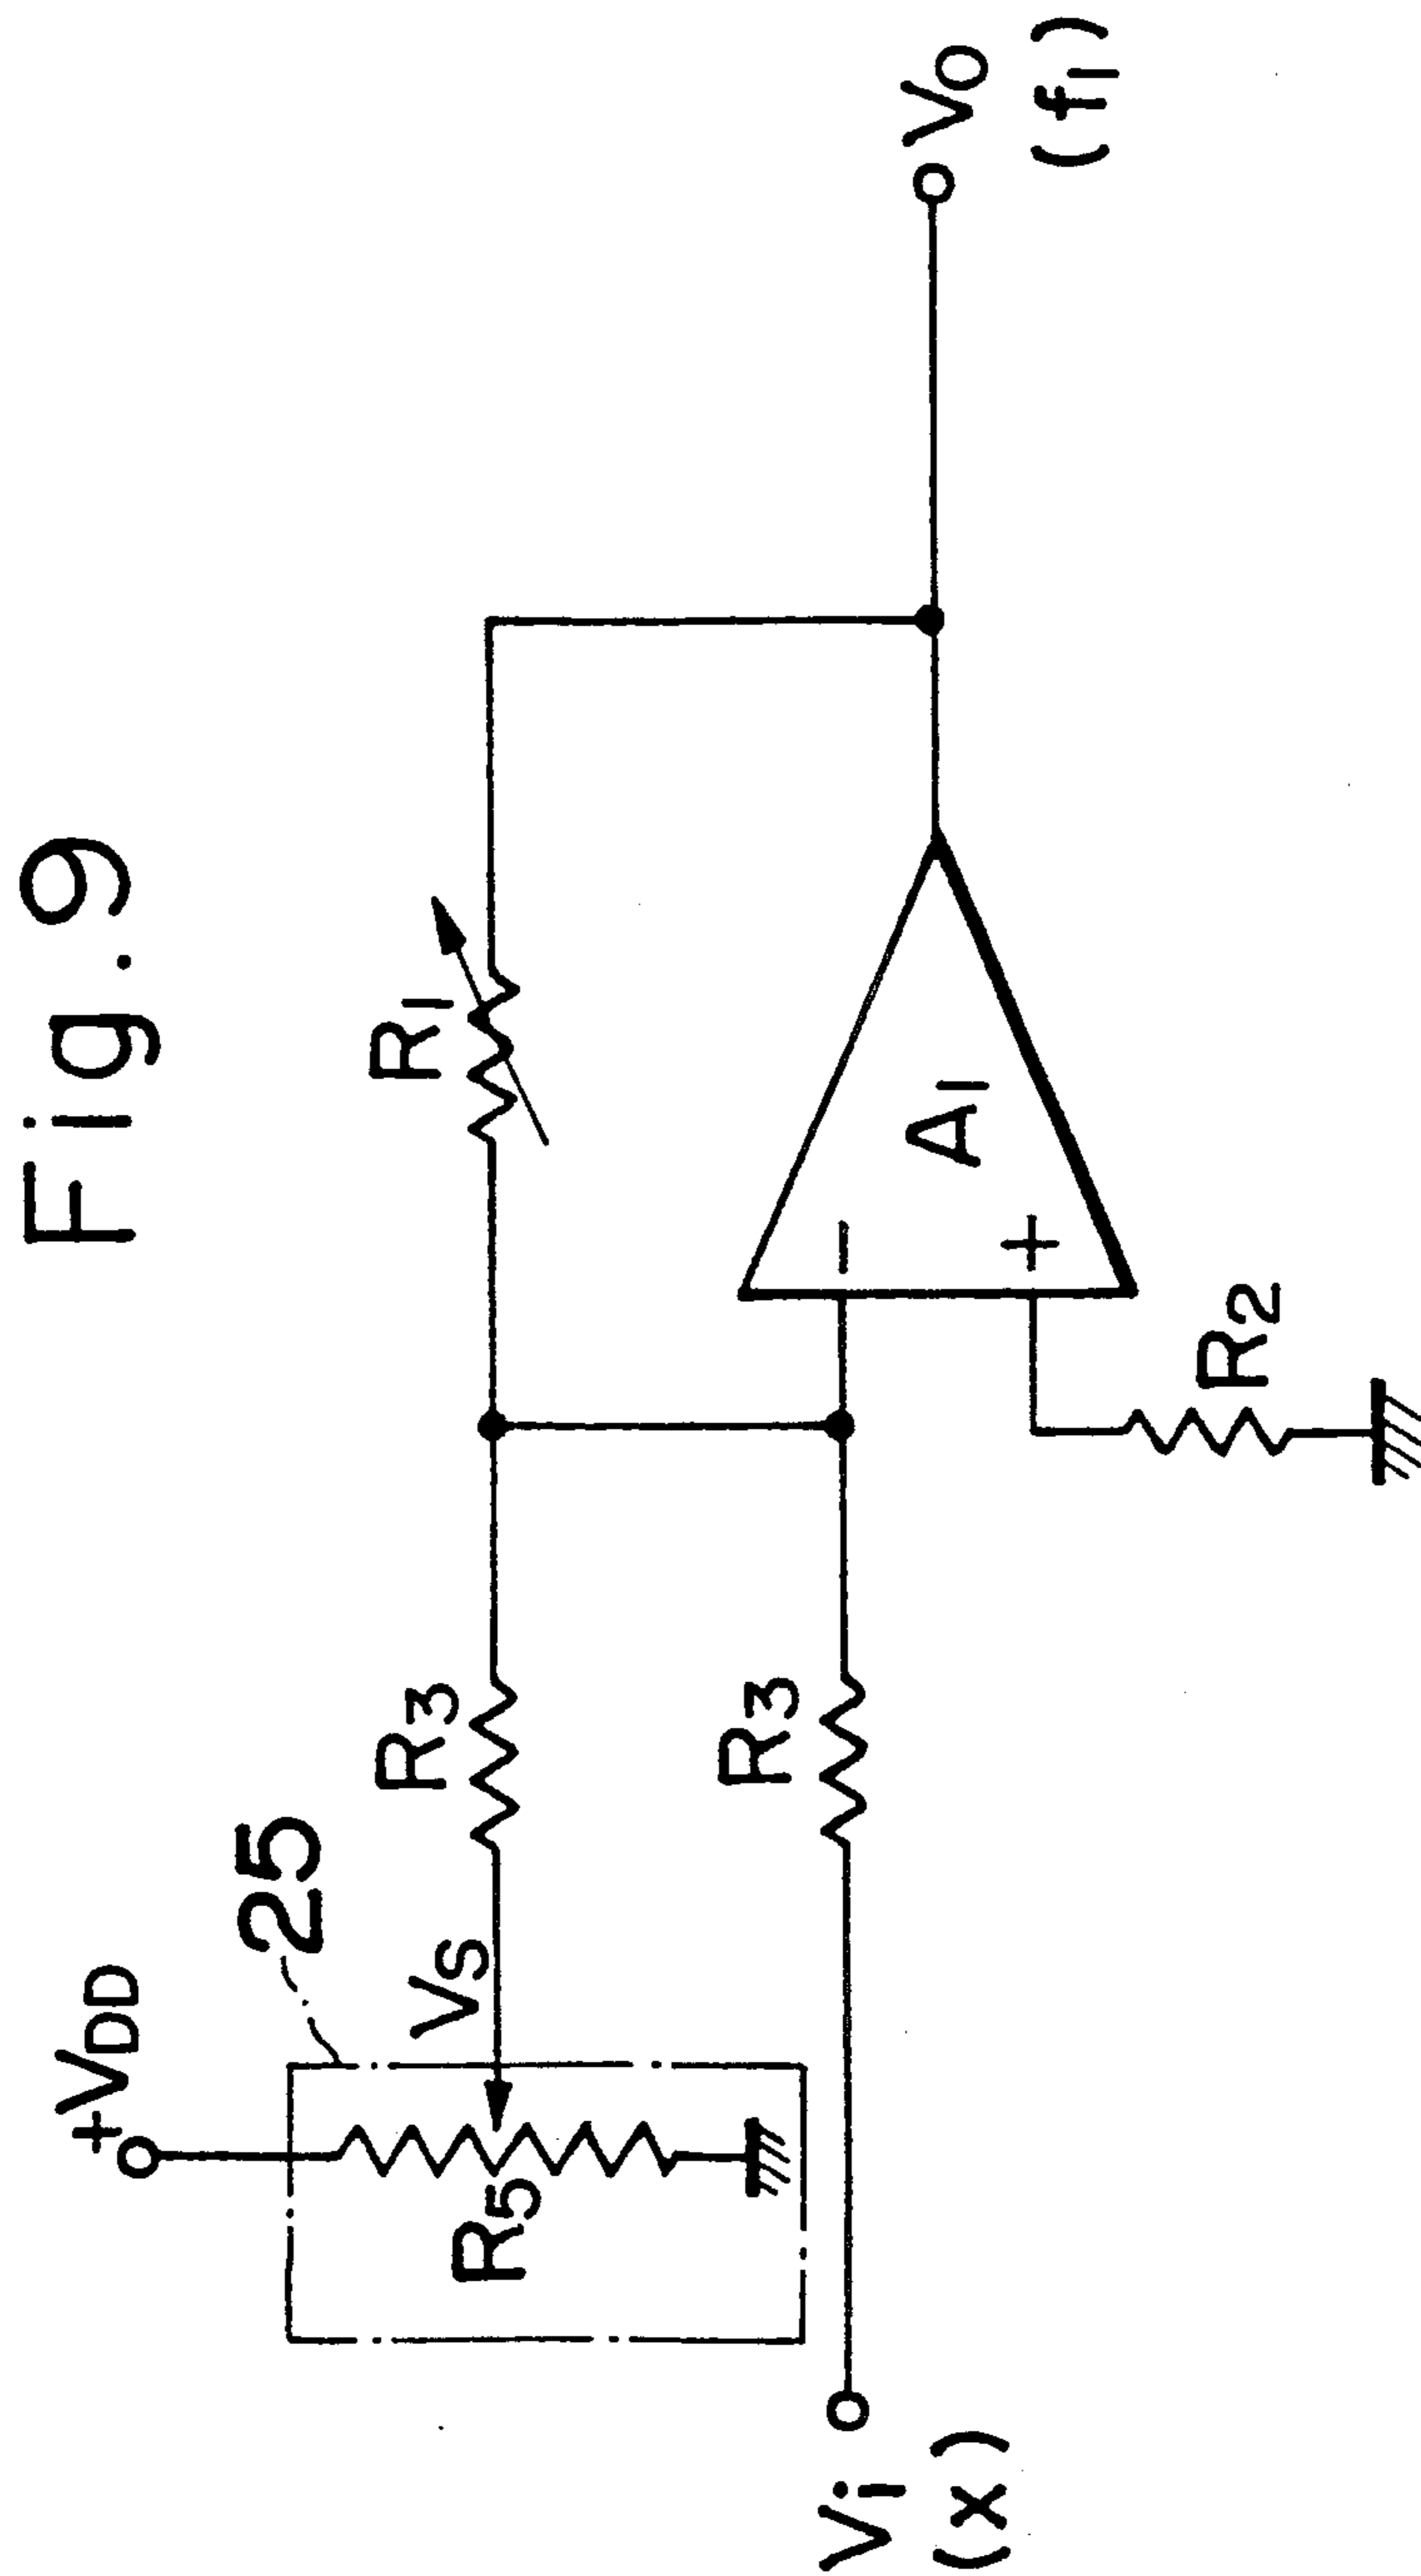 Fig.9
+VDD
25
R5
VS
R3
R1
R3
Vi
(x)
−
+
A1
R2
VO
(f1)